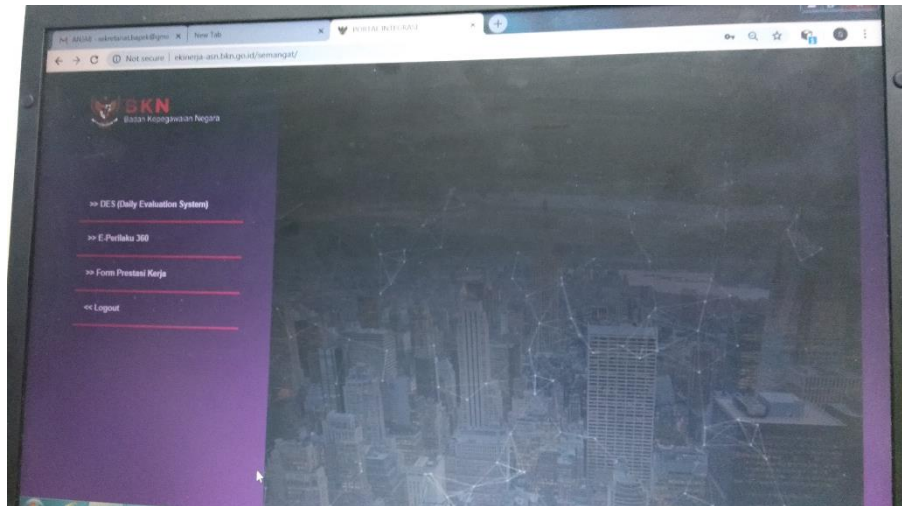 New Tab
PORTAL INTEGRASI
Not secure | ekinerja-asn.bkn.go.id/semangat/
BKN
Badan Kepegawaian Negara
>> DES (Daily Evaluation System)
>> E-Perilaku 360
>> Form Prestasi Kerja
<< Logout